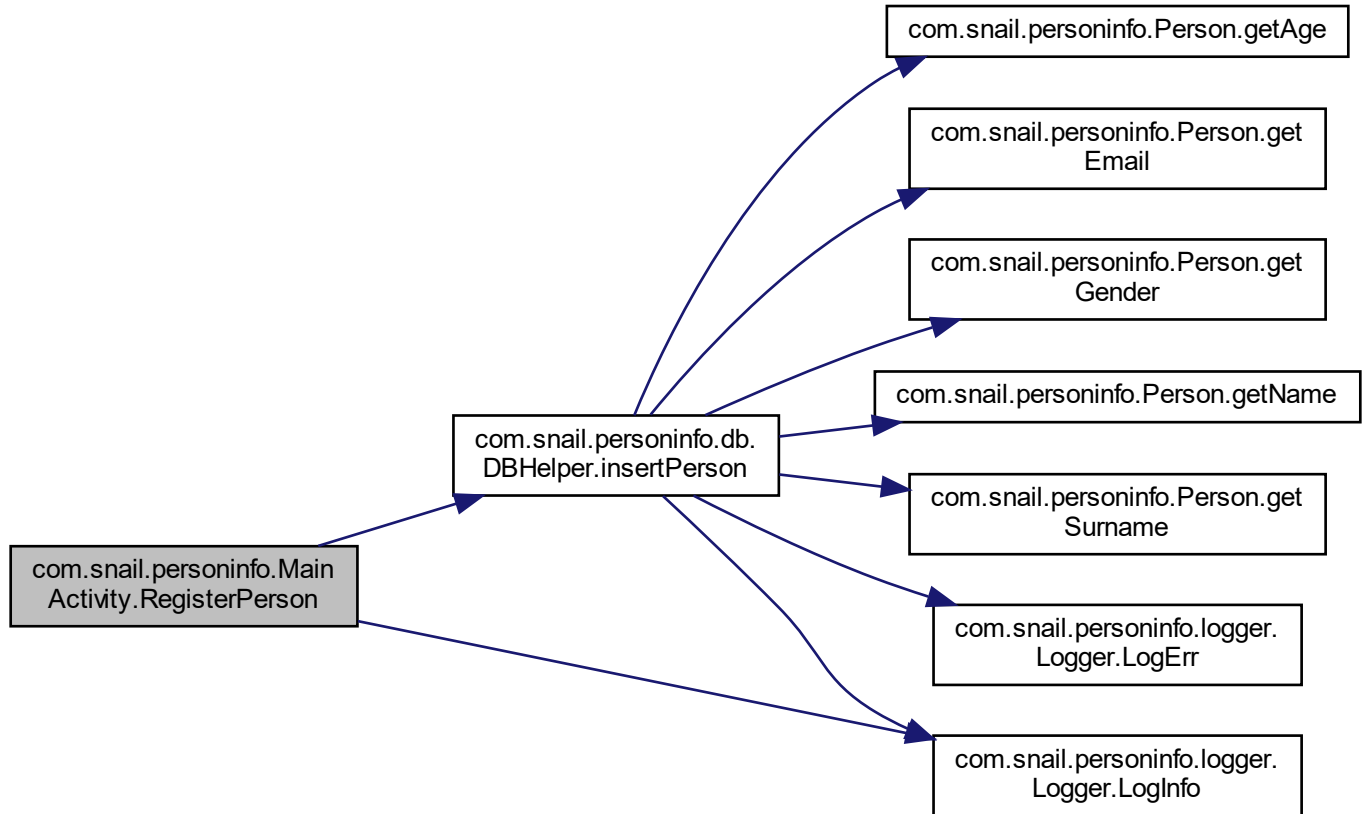 com.snail.personinfo.Person.getAge
com.snail.personinfo.Person.get
Email
com.snail.personinfo.Person.get
Gender
com.snail.personinfo.Person.getName
com.snail.personinfo.db.
DBHelper.insertPerson
com.snail.personinfo.Person.get
Surname
com.snail.personinfo.Main
Activity.RegisterPerson
com.snail.personinfo.logger.
Logger.LogErr
com.snail.personinfo.logger.
Logger.LogInfo